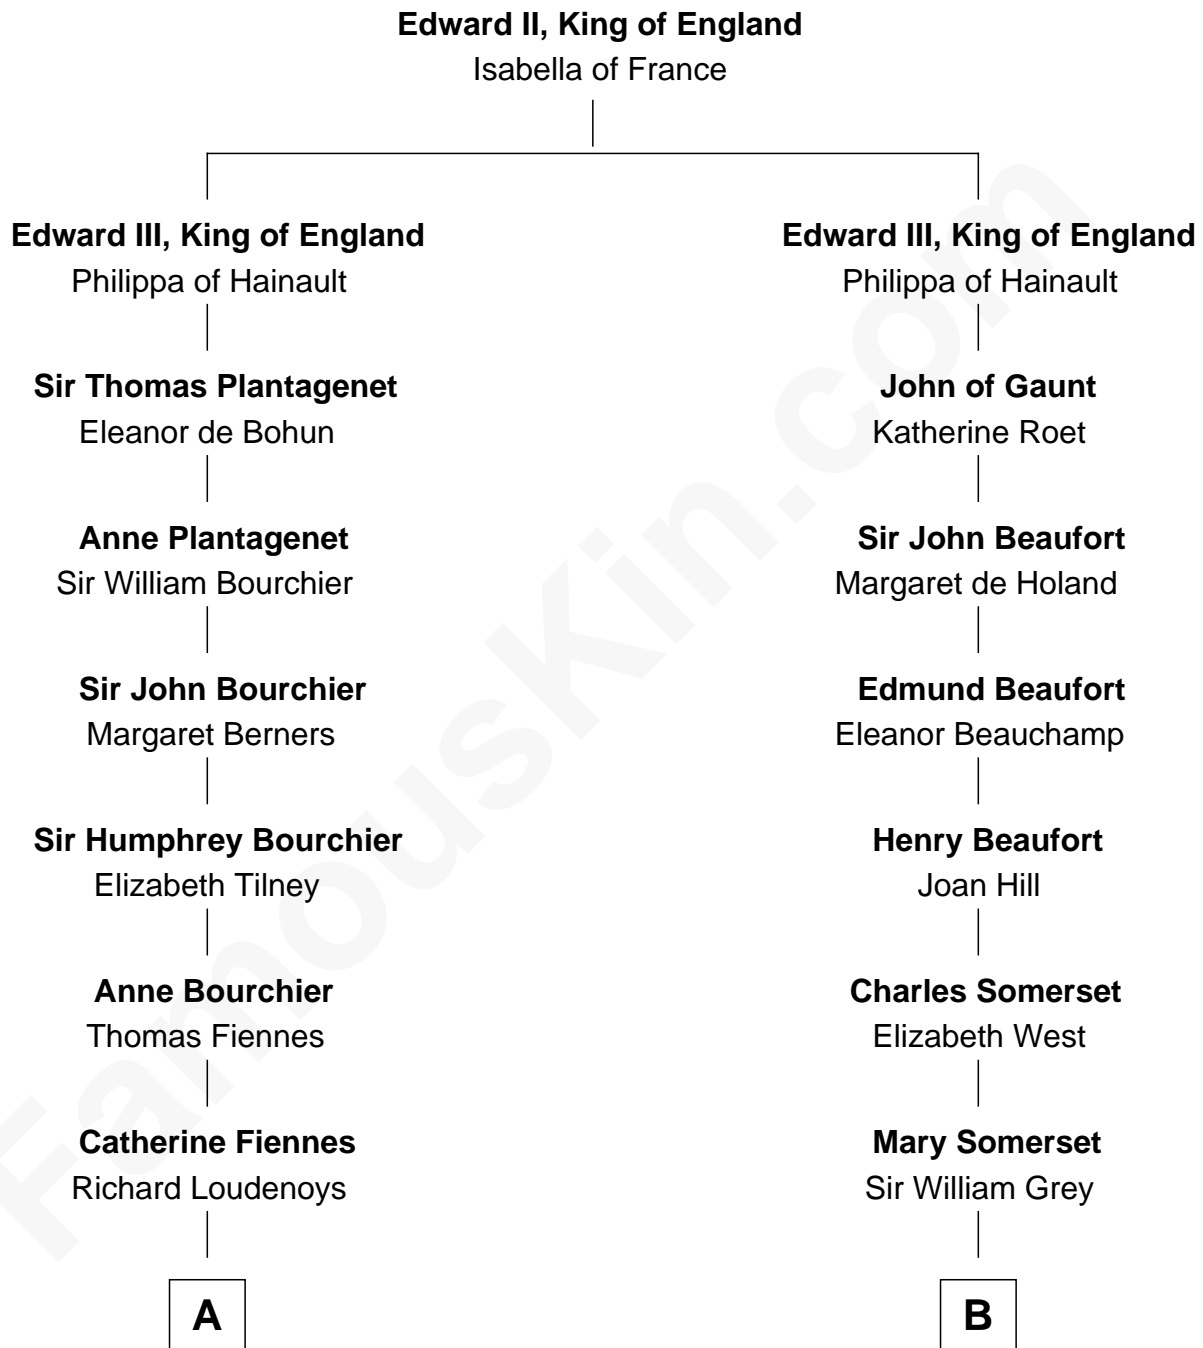 Edward II, King of England
Isabella of France
Edward III, King of England
Philippa of Hainault
Edward III, King of England
Philippa of Hainault
Sir Thomas Plantagenet
Eleanor de Bohun
John of Gaunt
Katherine Roet
Anne Plantagenet
Sir William Bourchier
Sir John Beaufort
Margaret de Holand
Sir John Bourchier
Margaret Berners
Edmund Beaufort
Eleanor Beauchamp
Sir Humphrey Bourchier
Elizabeth Tilney
Henry Beaufort
Joan Hill
Anne Bourchier
Thomas Fiennes
Charles Somerset
Elizabeth West
Catherine Fiennes
Richard Loudenoys
Mary Somerset
Sir William Grey
A
B
FamousKin.com